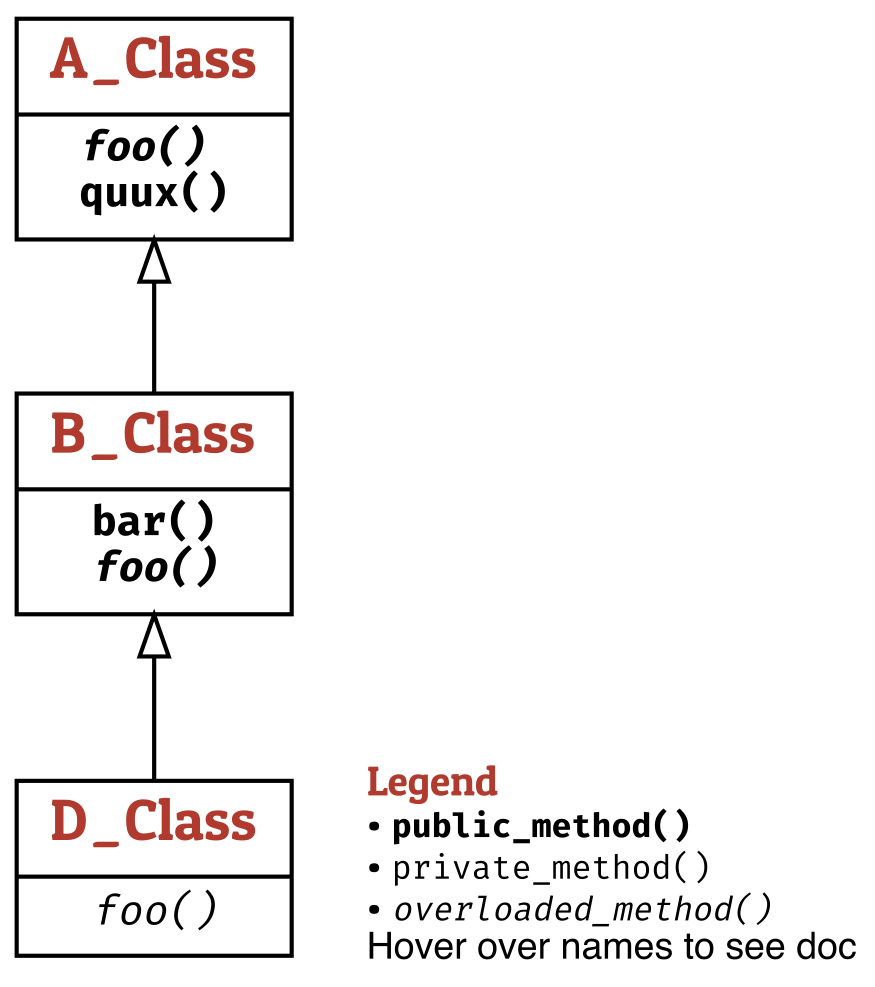 A_Class
foo()
quux()
B_Class
bar()
foo()
D_Class
foo()
Legend
• public_method()
• private_method()
• overloaded_method()
Hover over names to see doc